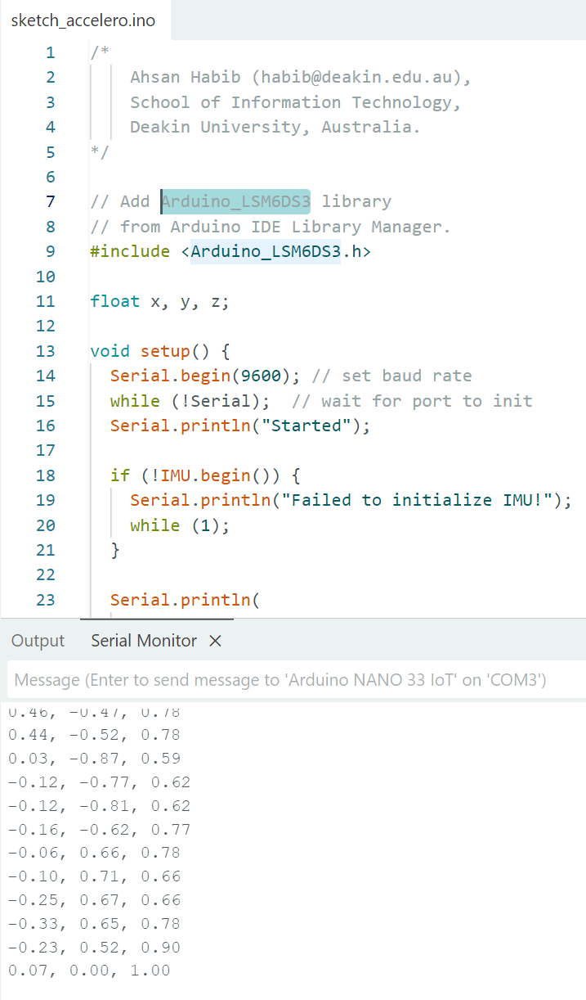 sketch_accelero.ino
1 /*
2 Ahsan Habib (habib@deakin.edu.au),
3 School of Information Technology,
4 Deakin University, Australia.
5 */
6
7 // Add Arduino_LSM6DS3 library
8 // from Arduino IDE Library Manager.
9 #include <Arduino_LSM6DS3.h>
10
11 float x, y, z;
12
13 void setup() {
14 Serial.begin(9600); // set baud rate
15 while (!Serial); // wait for port to init
16 Serial.println("Started");
17
18 if (!IMU.begin()) {
19 Serial.println("Failed to initialize IMU!");
20 while (1);
21 }
22
23 Serial.println(
Output Serial Monitor ×
Message (Enter to send message to 'Arduino NANO 33 IoT' on 'COM3')
0.46, -0.47, 0.78
0.44, -0.52, 0.78
0.03, -0.87, 0.59
-0.12, -0.77, 0.62
-0.12, -0.81, 0.62
-0.16, -0.62, 0.77
-0.06, 0.66, 0.78
-0.10, 0.71, 0.66
-0.25, 0.67, 0.66
-0.33, 0.65, 0.78
-0.23, 0.52, 0.90
0.07, 0.00, 1.00